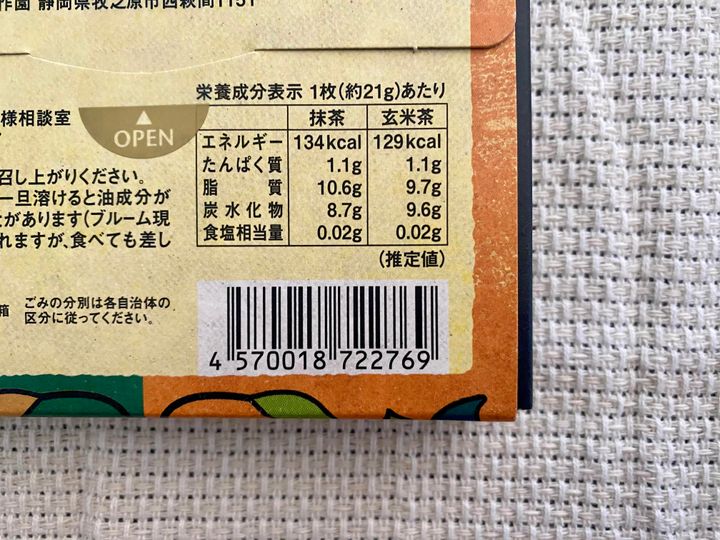 作園 静岡県牧之原市西萩間1151
様相談室
OPEN
召し上がりください。
一旦溶けると油成分が
とがあります(ブルーム現
れますが、食べても差し
箱
ごみの分別は各自治体の
区分に従ってください。
栄養成分表示 1枚(約21g)あたり
抹茶 玄米茶
エネルギー 134kcal 129kcal
たんぱく質 1.1g 1.1g
脂質 10.6g 9.7g
炭水化物 8.7g 9.6g
食塩相当量 0.02g 0.02g
(推定値)
4 570018 722769